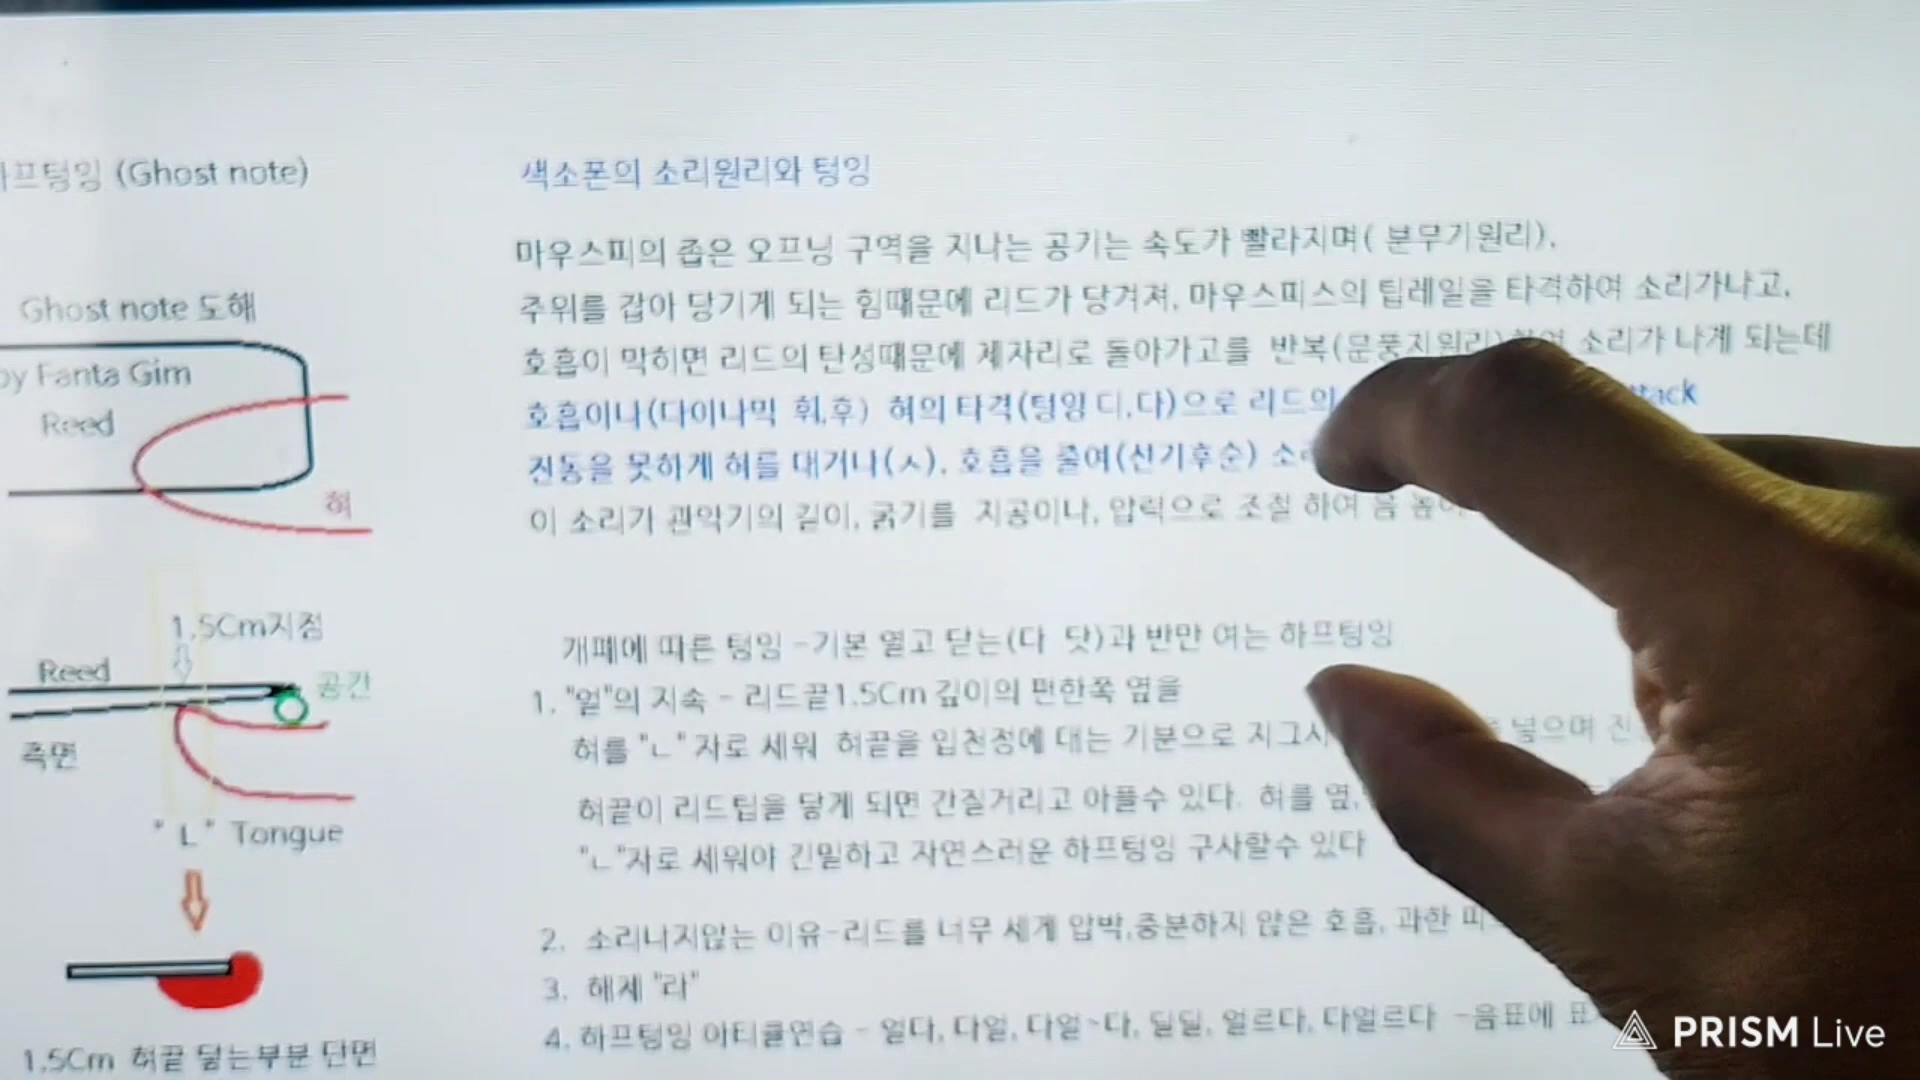 하프텅잉 (Ghost note)
Ghost note 도해
by Fanta Gim
Reed
혀
1.5Cm지점
Reed
공간
측면
"L" Tongue
1.5Cm 혀끝 닿는부분 단면
색소폰의 소리원리와 텅잉
마우스피의 좁은 오프닝 구역을 지나는 공기는 속도가 빨라지며( 분무기원리).
주위를 갑아 당기게 되는 힘때문에 리드가 당겨져, 마우스피스의 팁레일을 타격하여 소리가나고,
호흡이 막히면 리드의 탄성때문에 제자리로 돌아가고를 반복(문풍지원리)하여 소리가 나게 되는데
호흡이나(다이나믹 훠,후) 혀의 타격(텅잉 디,다)으로 리드의
진동을 못하게 혀를 대거나(ㅅ), 호흡을 줄여(신기후순)
이 소리가 관악기의 길이, 굵기를 지공이나, 압력으로 조절 하여 음
개폐에 따른 텅잉 -기본 열고 닫는(다 닷)과 반만 여는 하프텅잉
1. "얼"의 지속 - 리드끝1.5Cm 깊이의 편한쪽 옆을
혀를 "ㄴ" 자로 세워 혀끝을 입천정에 대는 기분으로 넣으며
혀끝이 리드팁을 닿게 되면 간질거리고 아플수 있다. 혀를 옆,
"ㄴ"자로 세워야 긴밀하고 자연스러운 하프텅잉 구사할수 있다
2. 소리나지않는 이유-리드를 너무 세게 압박,충분하지 않은 호흡, 과한
3. 해제 "라"
4. 하프텅잉 아티큘연습 - 얼다, 다얼, 다얼~다, 딜딜, 얼르다, 다얼르다 -음표에
PRISM Live